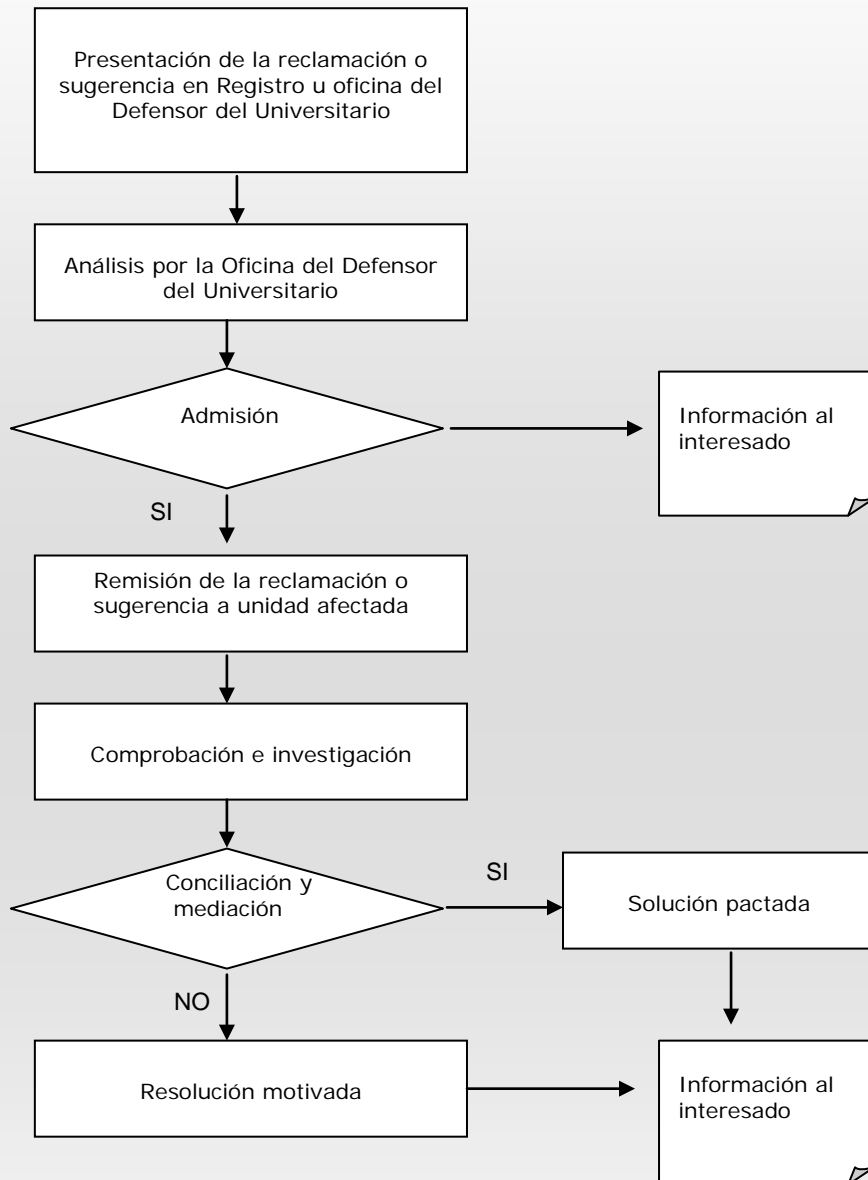 Presentación de la reclamación o
sugerencia en Registro u oficina del
Defensor del Universitario
Análisis por la Oficina del Defensor
del Universitario
Admisión
Información al
interesado
SI
Remisión de la reclamación o
sugerencia a unidad afectada
Comprobación e investigación
Conciliación y
mediación
SI
Solución pactada
NO
Resolución motivada
Información al
interesado